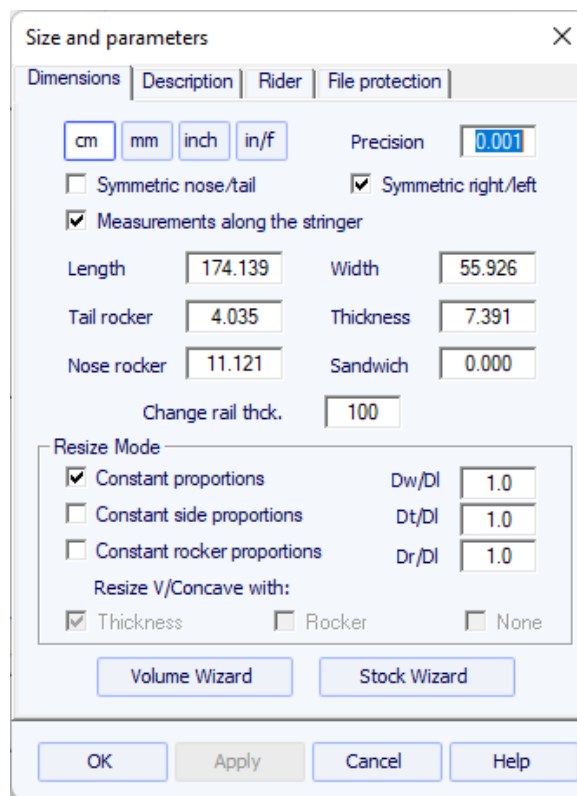 Size and parameters
Dimensions Description Rider File protection
cm mm inch in/f Precision 0.001
Symmetric nose/tail Symmetric right/left
Measurements along the stringer
Length 174.139 Width 55.926
Tail rocker 4.035 Thickness 7.391
Nose rocker 11.121 Sandwich 0.000
Change rail thck. 100
Resize Mode
Constant proportions Dw/Dl 1.0
Constant side proportions Dt/Dl 1.0
Constant rocker proportions Dr/Dl 1.0
Resize V/Concave with:
Thickness Rocker None
Volume Wizard Stock Wizard
OK Apply Cancel Help